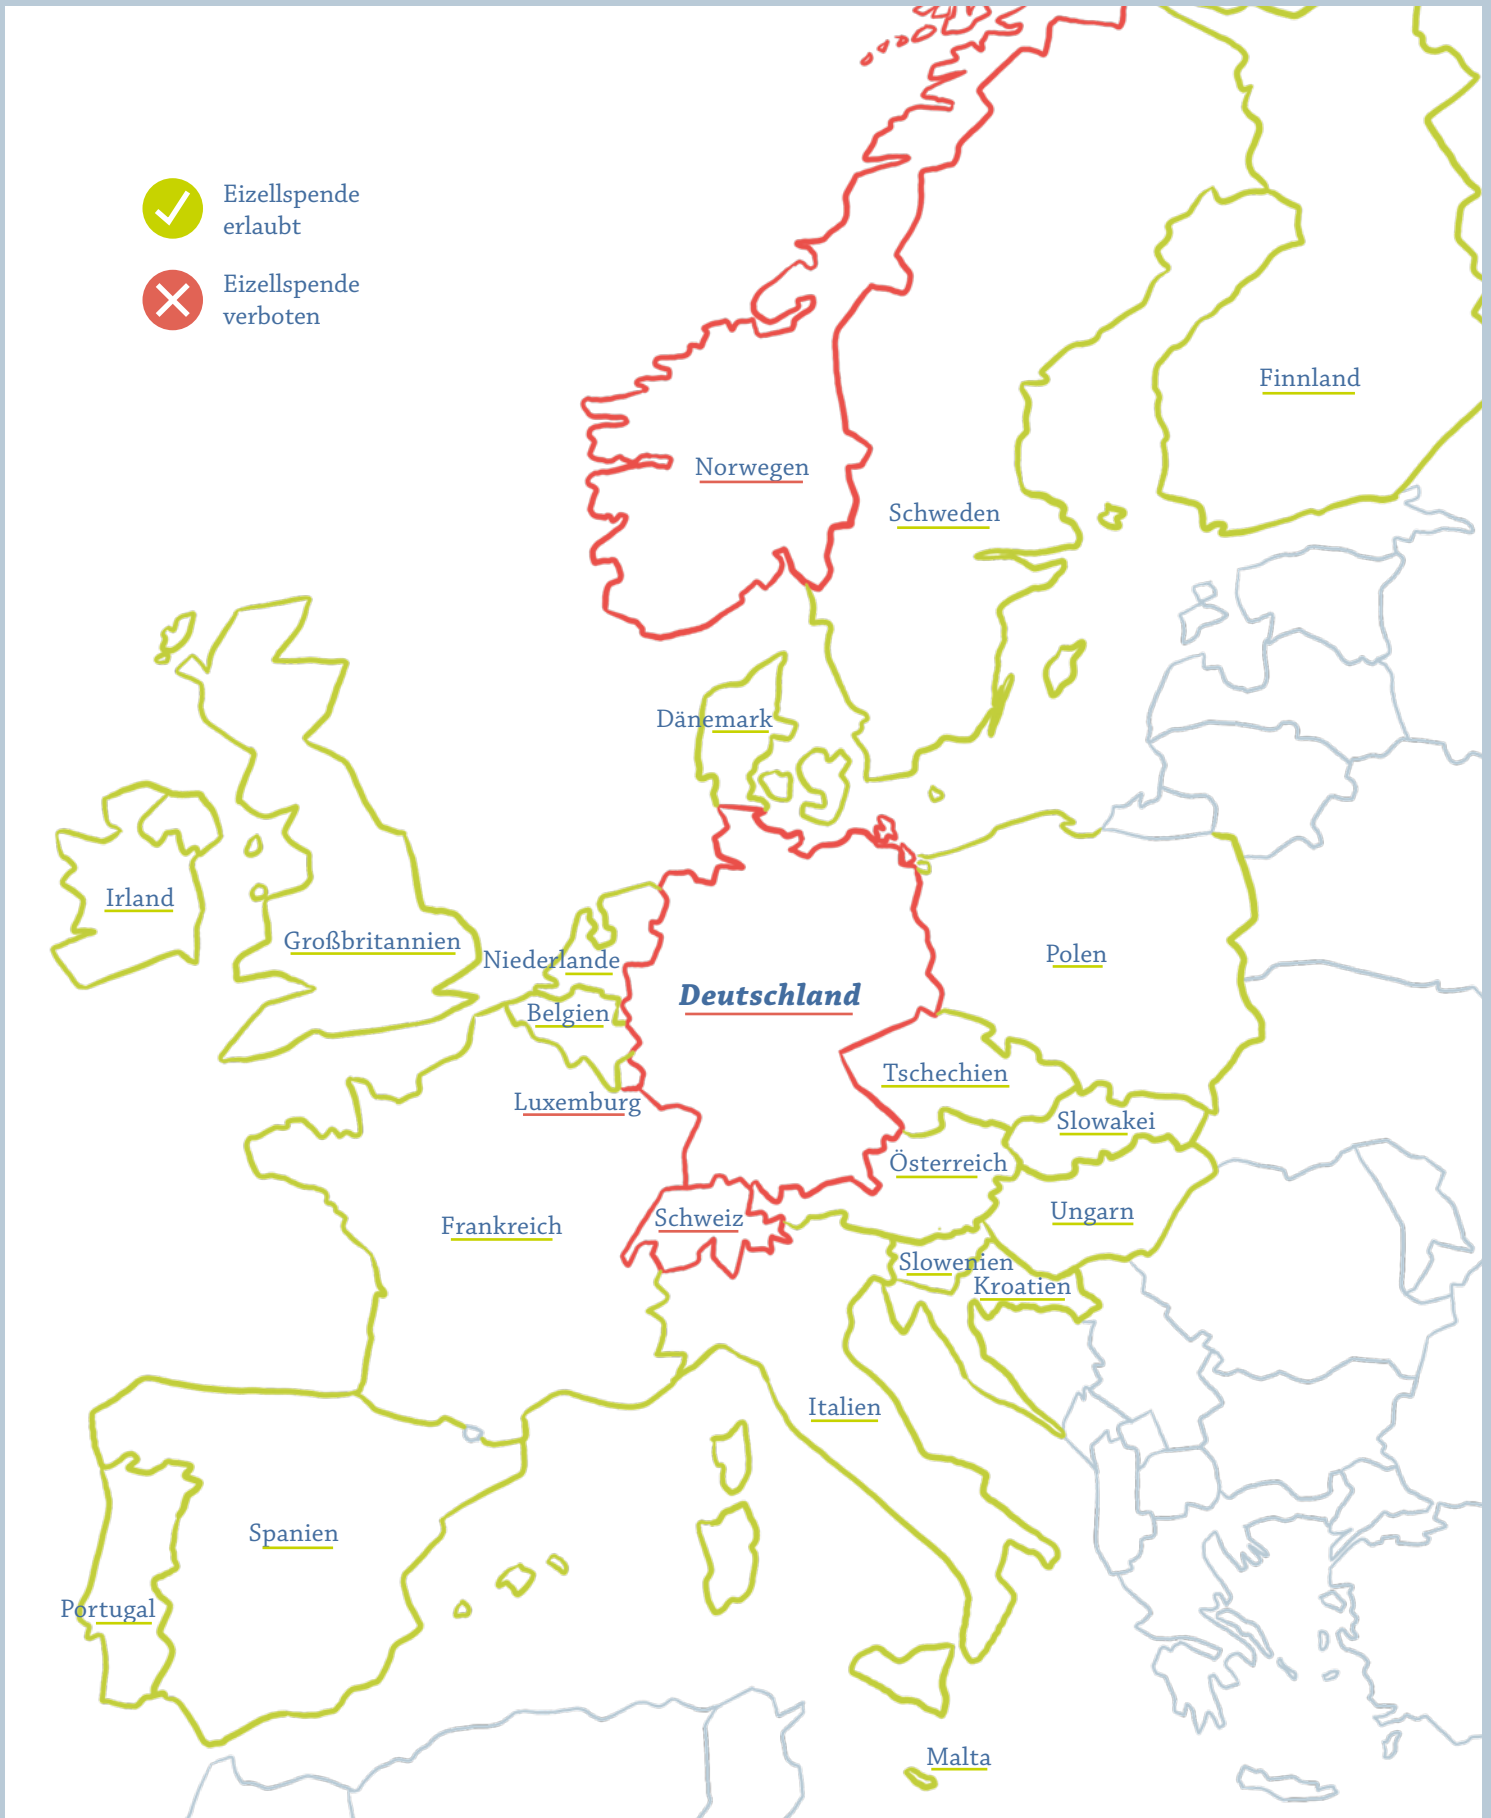 Eizellspende
erlaubt
Eizellspende
verboten
Finnland
Norwegen
Schweden
Dänemark
Irland
Großbritannien
Niederlande
Polen
Deutschland
Belgien
Tschechien
Luxemburg
Slowakei
Österreich
Ungarn
Schweiz
Frankreich
Slowenien
Kroatien
Italien
Spanien
Portugal
Malta